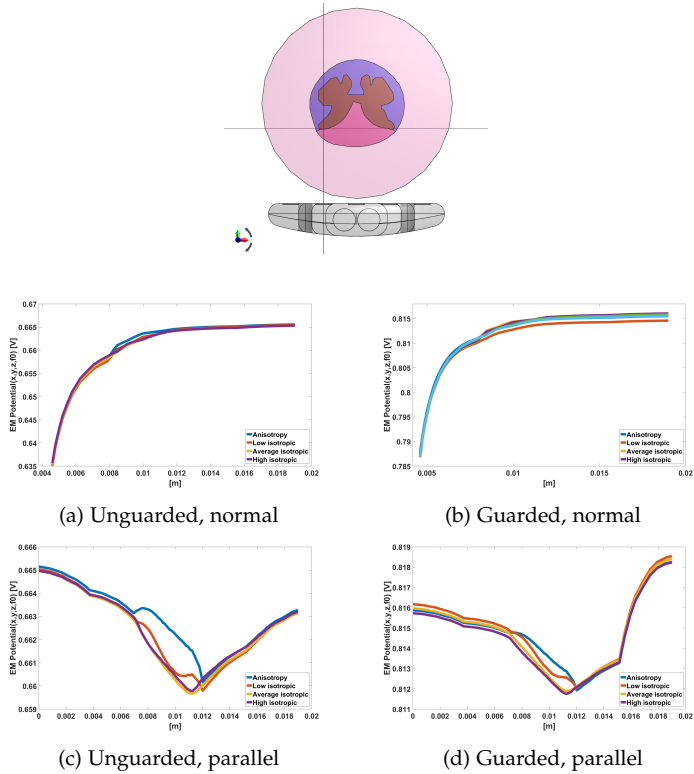 0.67
0.665
0.66
0.655
0.65
0.645
0.64
0.635
EM Potential(x,y,z,f0) [V]
0.004 0.006 0.008 0.01 0.012 0.014 0.016 0.018 0.02
[m]
Anisotropy
Low isotropic
Average isotropic
High isotropic
(a) Unguarded, normal
0.815
0.81
0.805
0.8
0.795
0.79
0.785
EM Potential(x,y,z,f0) [V]
0.005 0.01 0.015 0.02
[m]
Anisotropy
Low isotropic
Average isotropic
High isotropic
(b) Guarded, normal
0.666
0.665
0.664
0.663
0.662
0.661
0.66
0.659
EM Potential(x,y,z,f0) [V]
0 0.002 0.004 0.006 0.008 0.01 0.012 0.014 0.016 0.018 0.02
[m]
Anisotropy
Low isotropic
Average isotropic
High isotropic
(c) Unguarded, parallel
0.819
0.818
0.817
0.816
0.815
0.814
0.813
0.812
0.811
EM Potential(x,y,z,f0) [V]
0 0.002 0.004 0.006 0.008 0.01 0.012 0.014 0.016 0.018 0.02
[m]
Anisotropy
Low isotropic
Average isotropic
High isotropic
(d) Guarded, parallel